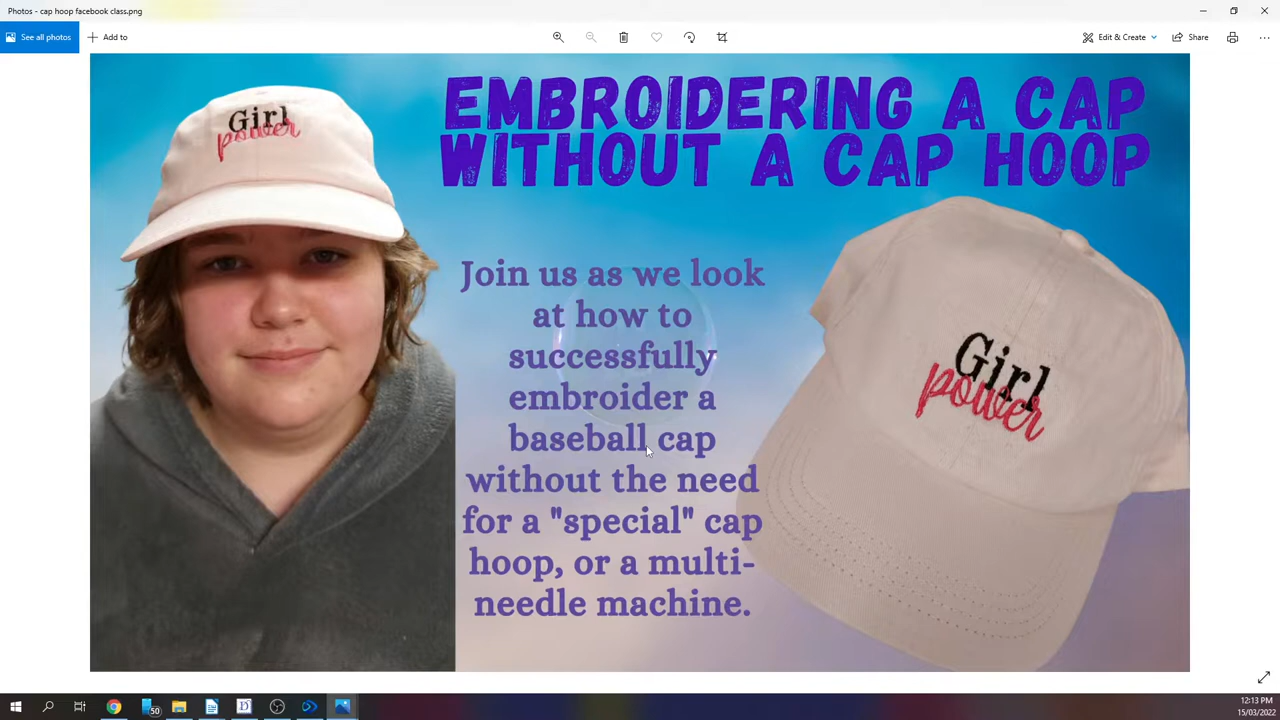 Photos - cap hoop facebook class.png
See all photos
Add to
Edit & Create
Share
EMBROIDERING A CAP
WITHOUT A CAP HOOP
Girl
power
Join us as we look
at how to
successfully
embroider a
baseball cap
without the need
for a "special" cap
hoop, or a multi-
needle machine.
Girl
power
50
12:13 PM
15/03/2022